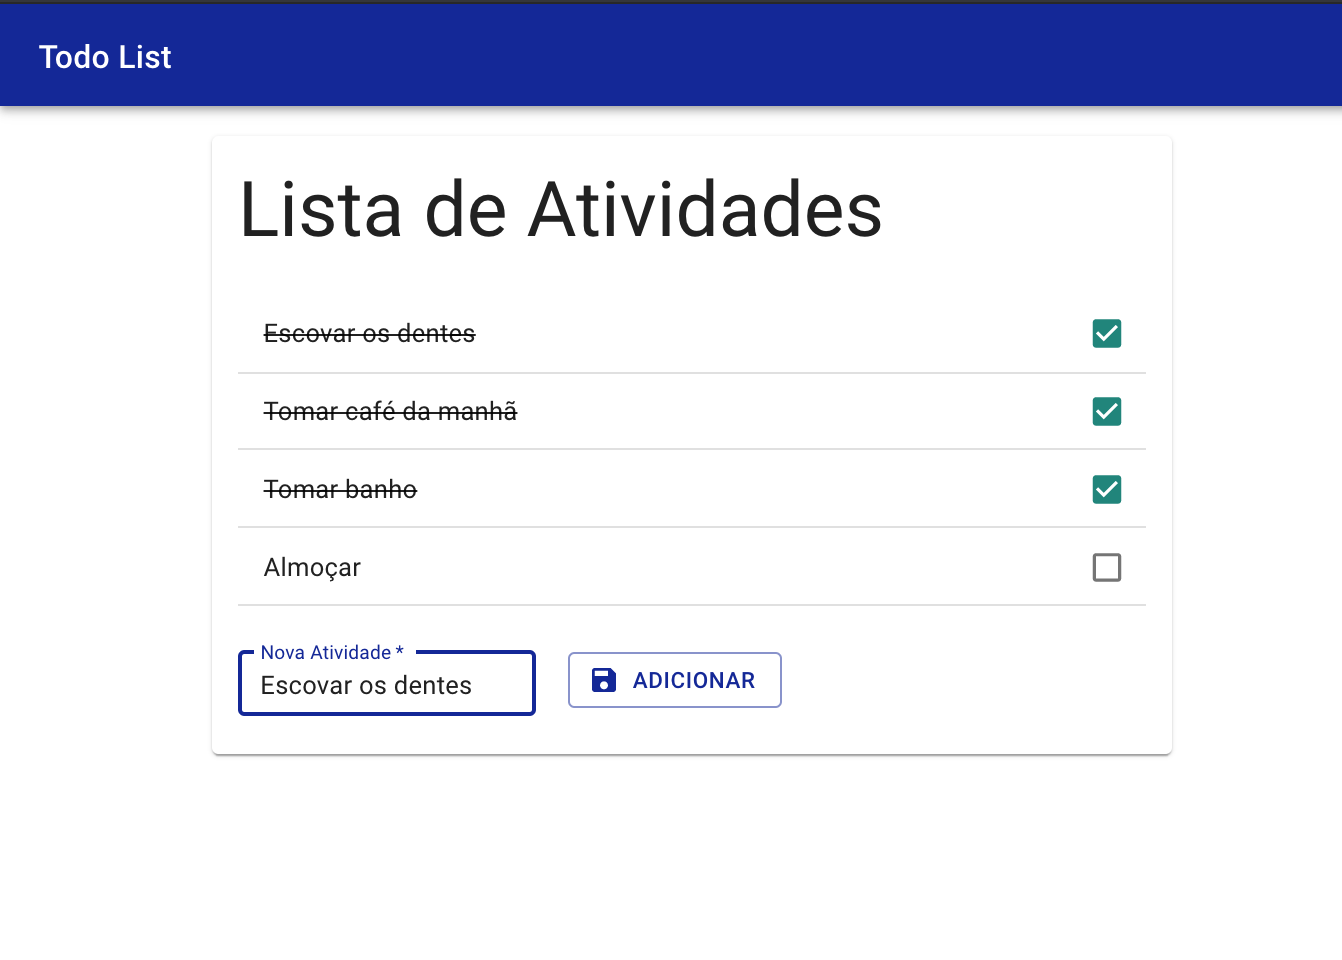 Todo List
Lista de Atividades
Escovar os dentes
Tomar café da manhã
Tomar banho
Almoçar
Nova Atividade *
Escovar os dentes
ADICIONAR